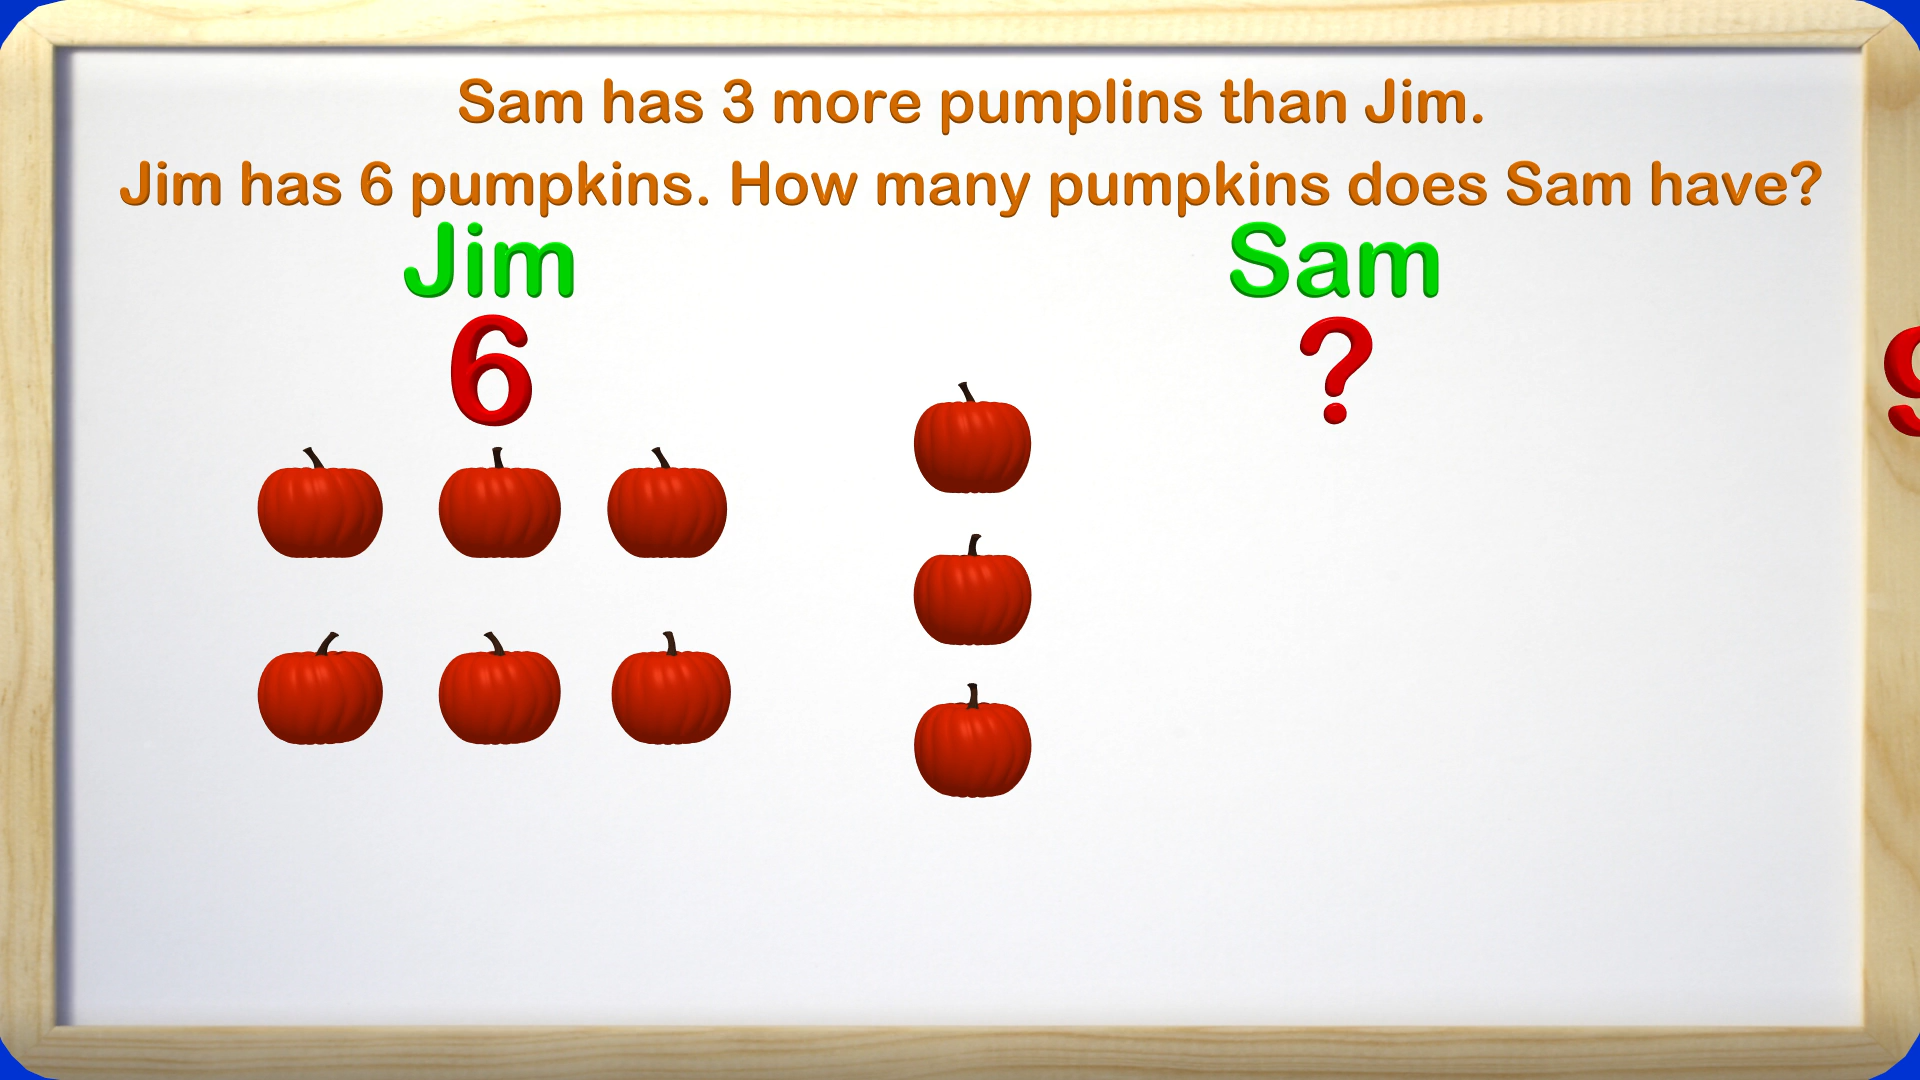 Sam has 3 more pumplins than Jim.
Jim has 6 pumpkins. How many pumpkins does Sam have?
Jim Sam
6 ? 9